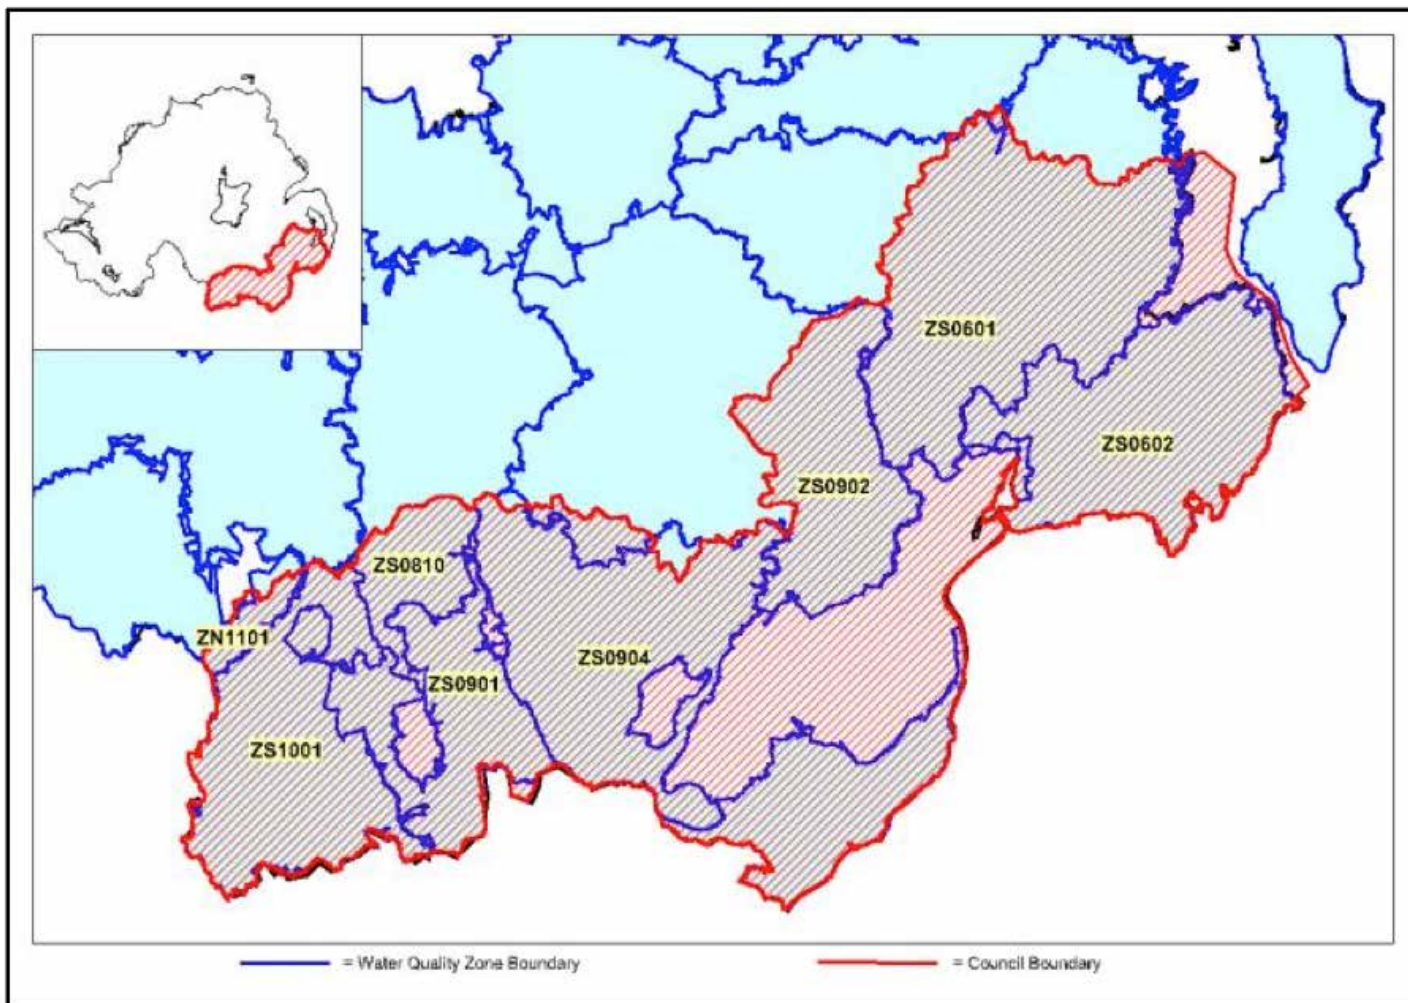 ZS0601
ZS0602
ZS0902
ZS0810
ZN1101
ZS0904
ZS0901
ZS1001
= Water Quality Zone Boundary
= Council Boundary